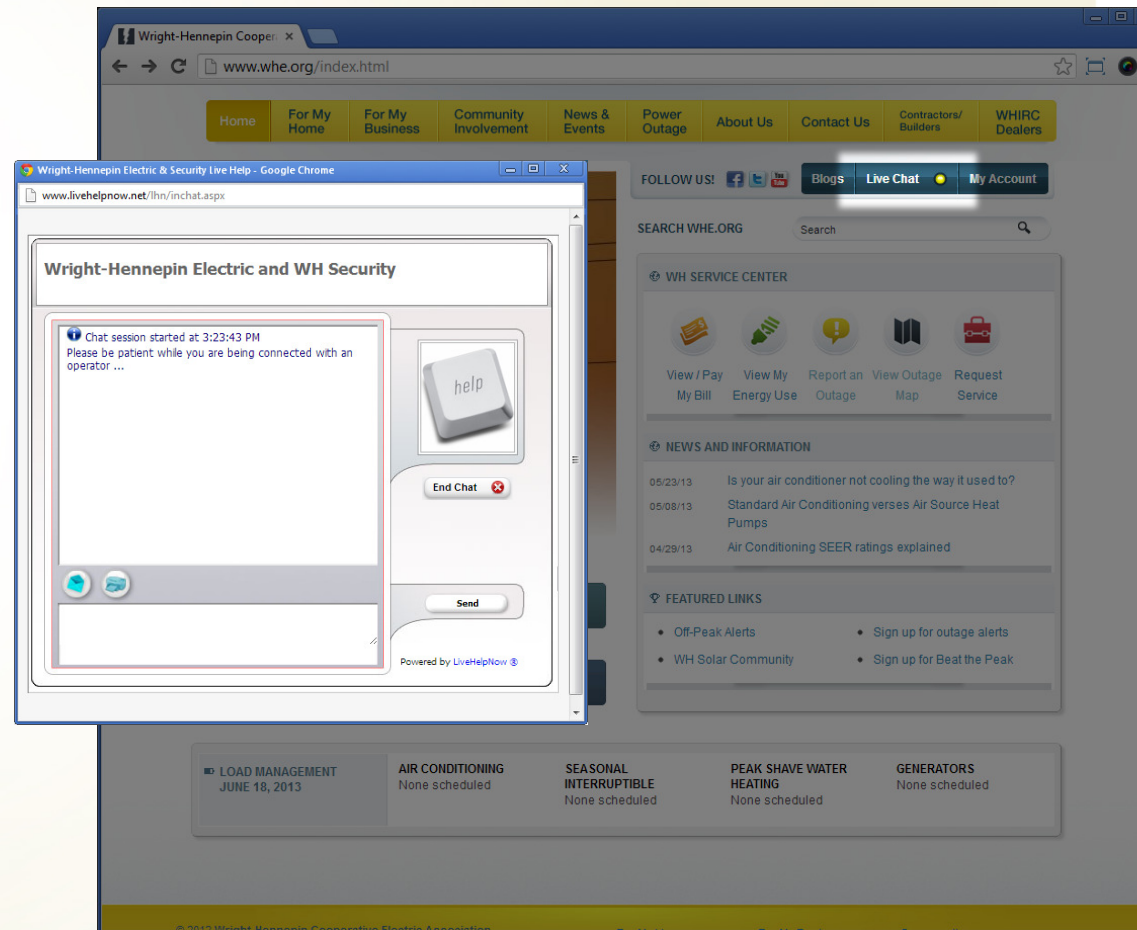 Wright-Hennepin Cooper
www.whe.org/index.html
Home
For My
Home
For My
Business
Community
Involvement
News &
Events
Power
Outage
About Us
Contact Us
Contractors/
Builders
WHIRC
Dealers
Wright-Hennepin Electric & Security Live Help - Google Chrome
www.livehelpnow.net/lhn/inchat.aspx
Wright-Hennepin Electric and WH Security
Chat session started at 3:23:43 PM
Please be patient while you are being connected with an
operator ...
help
End Chat
Send
Powered by LiveHelpNow ®
FOLLOW US!
Blogs
Live Chat
My Account
SEARCH WHE.ORG
Search
WH SERVICE CENTER
View / Pay
My Bill
View My
Energy Use
Report an
Outage
View Outage
Map
Request
Service
NEWS AND INFORMATION
05/23/13 Is your air conditioner not cooling the way it used to?
05/08/13 Standard Air Conditioning verses Air Source Heat
Pumps
04/29/13 Air Conditioning SEER ratings explained
FEATURED LINKS
Off-Peak Alerts
Sign up for outage alerts
WH Solar Community
Sign up for Beat the Peak
LOAD MANAGEMENT
JUNE 18, 2013
AIR CONDITIONING
None scheduled
SEASONAL
INTERRUPTIBLE
None scheduled
PEAK SHAVE WATER
HEATING
None scheduled
GENERATORS
None scheduled
Wright-Hennepin Cooperative Electric Association